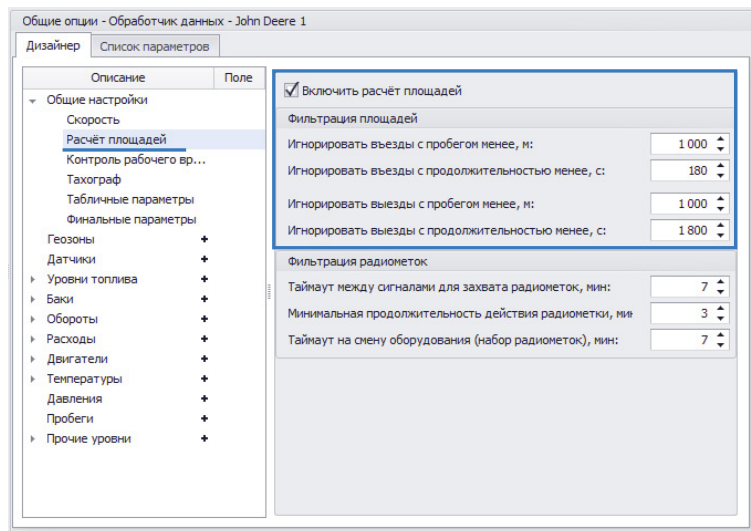 Общие опции - Обработчик данных - John Deere 1
Дизайнер Список параметров
Описание Поле
Общие настройки
Скорость
Расчёт площадей
Контроль рабочего вр...
Тахограф
Табличные параметры
Финальные параметры
Геозоны +
Датчики +
Уровни топлива +
Баки +
Обороты +
Расходы +
Двигатели +
Температуры +
Давления +
Пробеги +
Прочие уровни +
Включить расчёт площадей
Фильтрация площадей
Игнорировать въезды с пробегом менее, м: 1 000
Игнорировать въезды с продолжительностью менее, с: 180
Игнорировать выезды с пробегом менее, м: 1 000
Игнорировать выезды с продолжительностью менее, с: 1 800
Фильтрация радиометок
Таймаут между сигналами для захвата радиометок, мин: 7
Минимальная продолжительность действия радиометки, ми 3
Таймаут на смену оборудования (набор радиометок), мин: 7